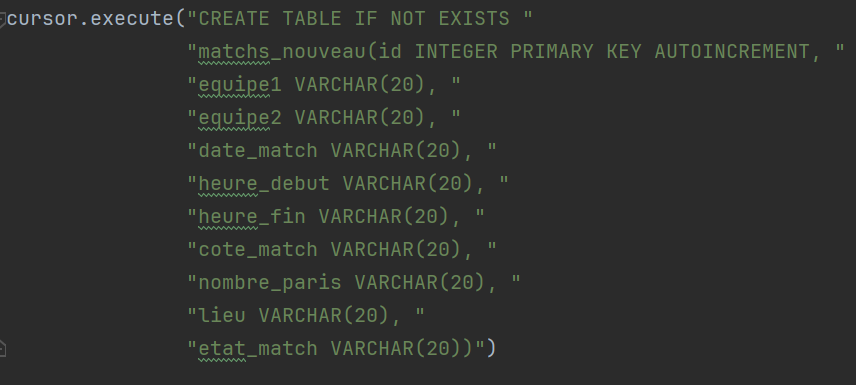 cursor.execute("CREATE TABLE IF NOT EXISTS "
"matchs_nouveau(id INTEGER PRIMARY KEY AUTOINCREMENT, "
"equipe1 VARCHAR(20), "
"equipe2 VARCHAR(20), "
"date_match VARCHAR(20), "
"heure_debut VARCHAR(20), "
"heure_fin VARCHAR(20), "
"cote_match VARCHAR(20), "
"nombre_paris VARCHAR(20), "
"lieu VARCHAR(20), "
"etat_match VARCHAR(20))")